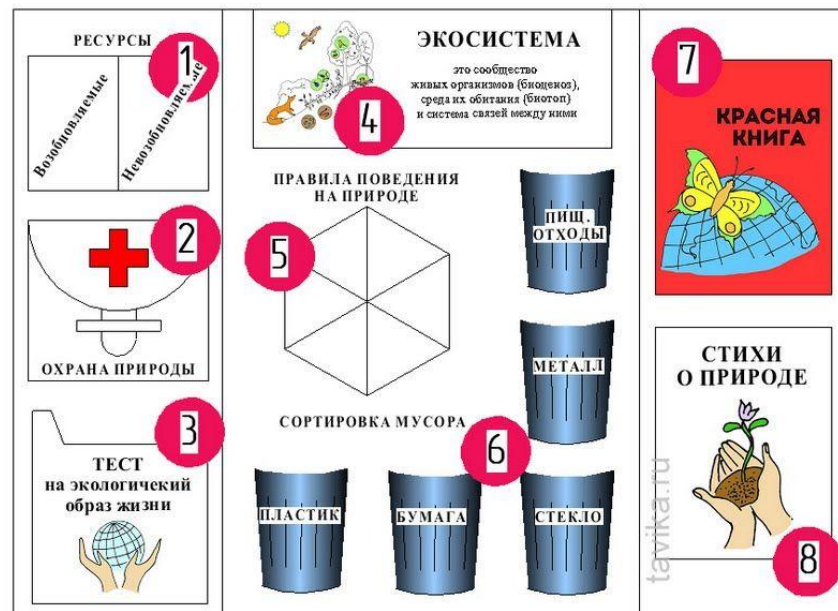 РЕСУРСЫ
1
Возобновляемые
Невозобновляемые
2
ОХРАНА ПРИРОДЫ
3
ТЕСТ
на экологичекий
образ жизни
ЭКОСИСТЕМА
это сообщество
живых организмов (биоценоз),
среда их обитания (биотоп)
и система связей между ними
4
ПРАВИЛА ПОВЕДЕНИЯ
НА ПРИРОДЕ
5
ПИЩ.
ОТХОДЫ
МЕТАЛЛ
СОРТИРОВКА МУСОРА
6
ПЛАСТИК
БУМАГА
СТЕКЛО
7
КРАСНАЯ
КНИГА
СТИХИ
О ПРИРОДЕ
8
tavika.ru